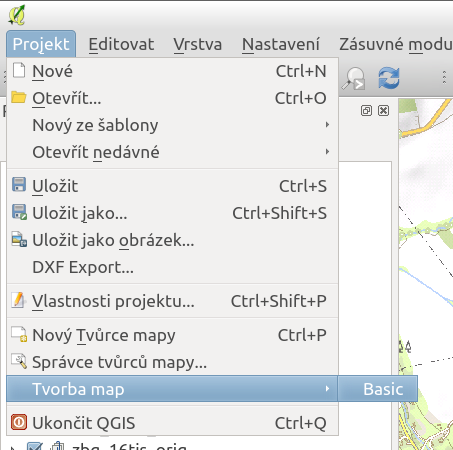 Projekt Editovat Vrstva Nastavení Zásuvné modu
Nové Ctrl+N
Otevřít... Ctrl+O
Nový ze šablony
Otevřít nedávné
Uložit Ctrl+S
Uložit jako... Ctrl+Shift+S
Uložit jako obrázek...
DXF Export...
Vlastnosti projektu... Ctrl+Shift+P
Nový Tvůrce mapy Ctrl+P
Správce tvůrců mapy...
Tvorba map Basic
Ukončit QGIS Ctrl+Q